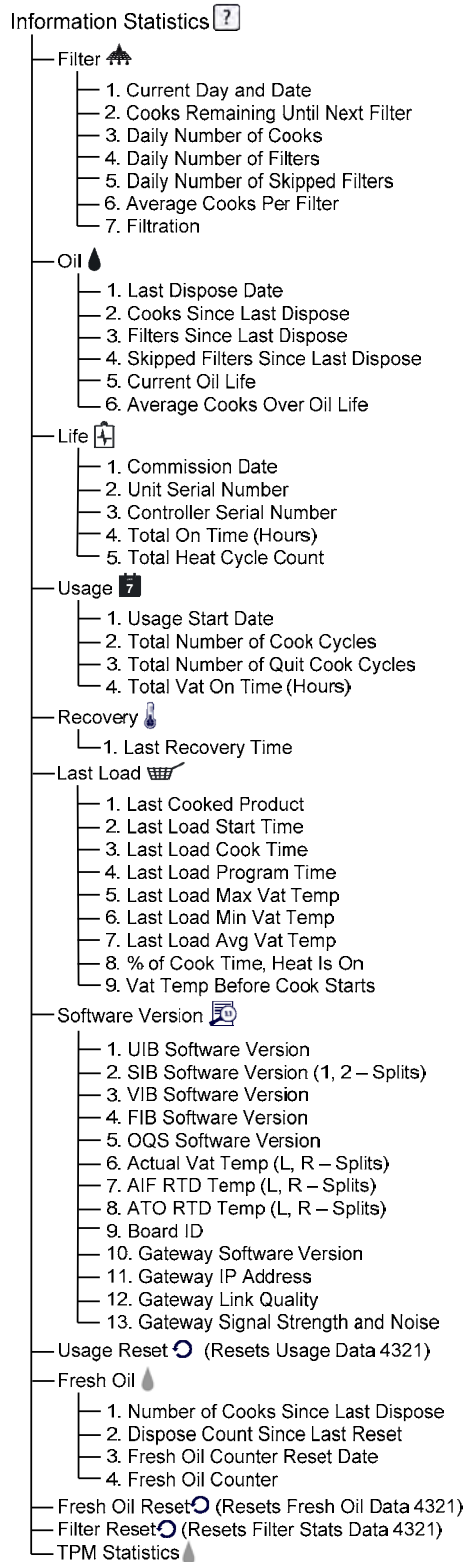 Information Statistics ?
Filter
1. Current Day and Date
2. Cooks Remaining Until Next Filter
3. Daily Number of Cooks
4. Daily Number of Filters
5. Daily Number of Skipped Filters
6. Average Cooks Per Filter
7. Filtration
Oil
1. Last Dispose Date
2. Cooks Since Last Dispose
3. Filters Since Last Dispose
4. Skipped Filters Since Last Dispose
5. Current Oil Life
6. Average Cooks Over Oil Life
Life
1. Commission Date
2. Unit Serial Number
3. Controller Serial Number
4. Total On Time (Hours)
5. Total Heat Cycle Count
Usage 7
1. Usage Start Date
2. Total Number of Cook Cycles
3. Total Number of Quit Cook Cycles
4. Total Vat On Time (Hours)
Recovery
1. Last Recovery Time
Last Load
1. Last Cooked Product
2. Last Load Start Time
3. Last Load Cook Time
4. Last Load Program Time
5. Last Load Max Vat Temp
6. Last Load Min Vat Temp
7. Last Load Avg Vat Temp
8. % of Cook Time, Heat Is On
9. Vat Temp Before Cook Starts
Software Version
1. UIB Software Version
2. SIB Software Version (1, 2 – Splits)
3. VIB Software Version
4. FIB Software Version
5. OQS Software Version
6. Actual Vat Temp (L, R – Splits)
7. AIF RTD Temp (L, R – Splits)
8. ATO RTD Temp (L, R – Splits)
9. Board ID
10. Gateway Software Version
11. Gateway IP Address
12. Gateway Link Quality
13. Gateway Signal Strength and Noise
Usage Reset (Resets Usage Data 4321)
Fresh Oil
1. Number of Cooks Since Last Dispose
2. Dispose Count Since Last Reset
3. Fresh Oil Counter Reset Date
4. Fresh Oil Counter
Fresh Oil Reset (Resets Fresh Oil Data 4321)
Filter Reset (Resets Filter Stats Data 4321)
TPM Statistics